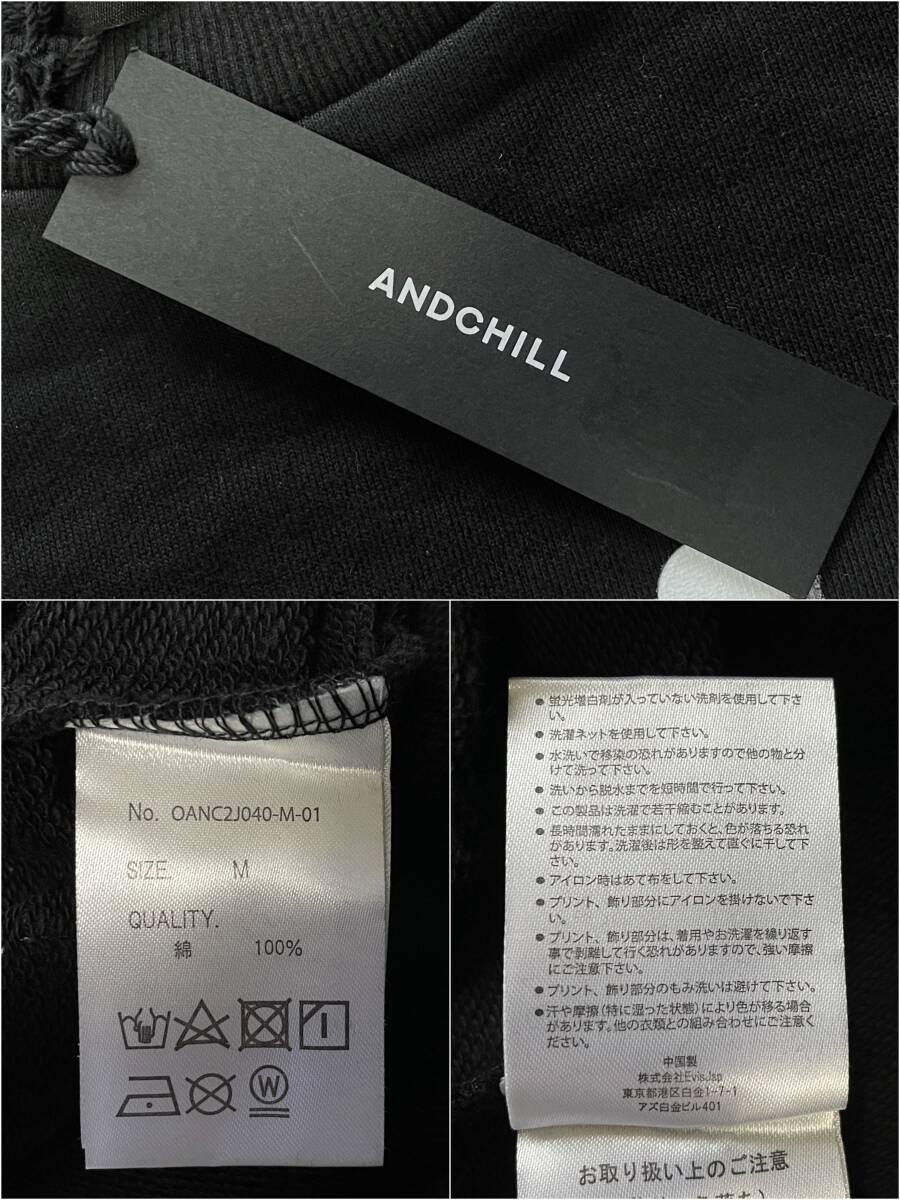 ANDCHILL
No. OANC2J040-M-01
SIZE. M
QUALITY.
綿 100%
W
● 蛍光増白剤が入っていない洗剤を使用して下さ
い。
● 洗濯ネットを使用して下さい。
● 水洗いで移染の恐れがありますので他の物と分
けて洗って下さい。
● 洗いから脱水までを短時間で行って下さい。
● この製品は洗濯で若干縮むことがあります。
● 長時間濡れたままにしておくと、色が落ちる恐れ
があります。洗濯後は形を整えて直ぐに干して下
さい。
● アイロン時はあて布をして下さい。
● プリント、飾り部分にアイロンを掛けないで下さ
い。
● プリント、飾り部分は、着用やお洗濯を繰り返す
事で剥離して行く恐れがありますので、強い摩擦
にご注意下さい。
● プリント、飾り部分のもみ洗いは避けて下さい。
● 汗や摩擦(特に湿った状態)により色が移る場合
があります。他の衣類との組み合わせにご注意くだ
さい。
中国製
株式会社EvisJap
東京都港区白金1-7-1
アズ白金ビル401
お取り扱い上のご注意